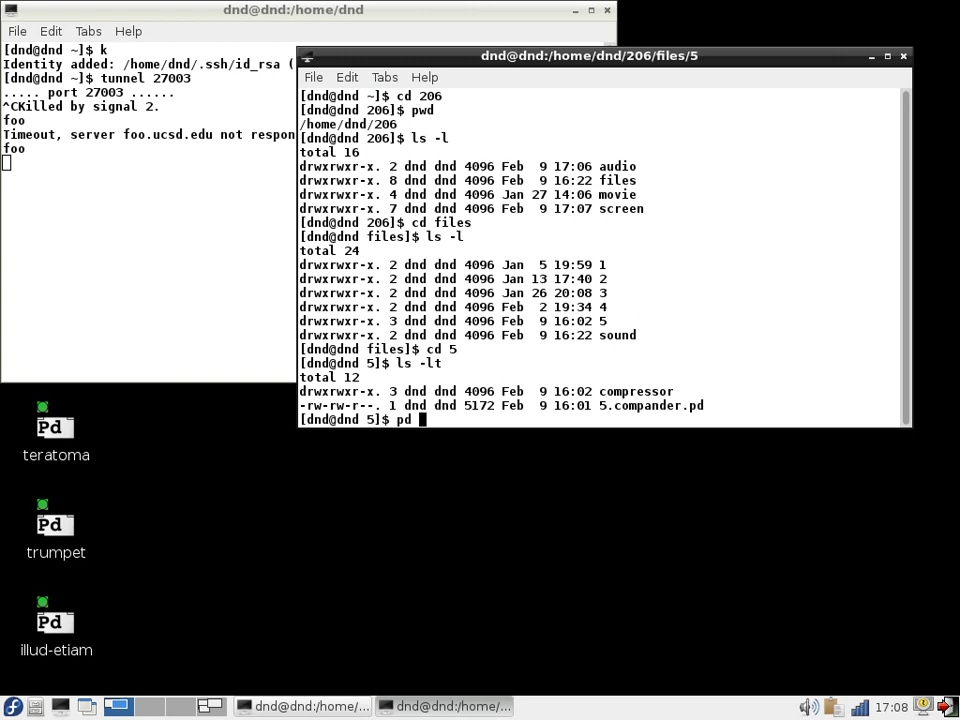 dnd@dnd:/home/dnd
File Edit Tabs Help
[dnd@dnd ~]$ k
Identity added: /home/dnd/.ssh/id_rsa (
[dnd@dnd ~]$ tunnel 27003
..... port 27003 ......
^CKilled by signal 2.
foo
Timeout, server foo.ucsd.edu not respon
foo
dnd@dnd:/home/dnd/206/files/5
File Edit Tabs Help
[dnd@dnd ~]$ cd 206
[dnd@dnd 206]$ pwd
/home/dnd/206
[dnd@dnd 206]$ ls -l
total 16
drwxrwxr-x. 2 dnd dnd 4096 Feb  9 17:06 audio
drwxrwxr-x. 8 dnd dnd 4096 Feb  9 16:22 files
drwxrwxr-x. 4 dnd dnd 4096 Jan 27 14:06 movie
drwxrwxr-x. 7 dnd dnd 4096 Feb  9 17:07 screen
[dnd@dnd 206]$ cd files
[dnd@dnd files]$ ls -l
total 24
drwxrwxr-x. 2 dnd dnd 4096 Jan  5 19:59 1
drwxrwxr-x. 2 dnd dnd 4096 Jan 13 17:40 2
drwxrwxr-x. 2 dnd dnd 4096 Jan 26 20:08 3
drwxrwxr-x. 2 dnd dnd 4096 Feb  2 19:34 4
drwxrwxr-x. 3 dnd dnd 4096 Feb  9 16:02 5
drwxrwxr-x. 2 dnd dnd 4096 Feb  9 16:22 sound
[dnd@dnd files]$ cd 5
[dnd@dnd 5]$ ls -lt
total 12
drwxrwxr-x. 3 dnd dnd 4096 Feb  9 16:02 compressor
-rw-rw-r--. 1 dnd dnd 5172 Feb  9 16:01 5.compander.pd
[dnd@dnd 5]$ pd
Pd
teratoma
Pd
trumpet
Pd
illud-etiam
dnd@dnd:/home/dn...
dnd@dnd:/home/dn...
17:08